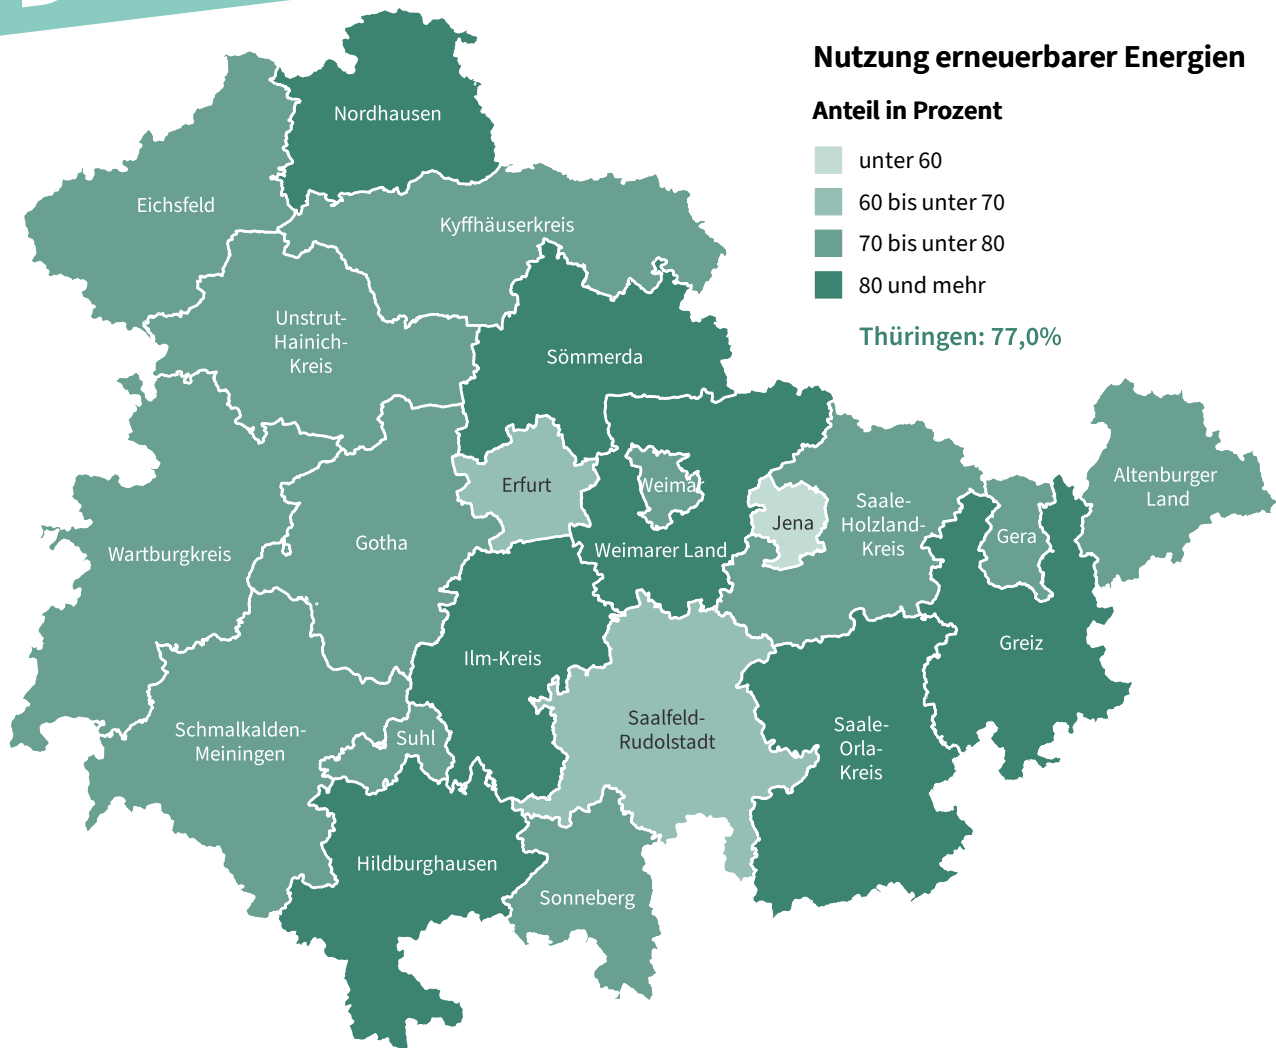 Nutzung erneuerbarer Energien
Anteil in Prozent
unter 60
60 bis unter 70
70 bis unter 80
80 und mehr
Thüringen: 77,0%
Nordhausen
Eichsfeld
Kyffhäuserkreis
Unstrut-
Hainich-
Kreis
Sömmerda
Erfurt
Weimar
Altenburger
Land
Saale-
Holzland-
Kreis
Jena
Gera
Wartburgkreis
Gotha
Weimarer Land
Greiz
Ilm-Kreis
Saalfeld-
Rudolstadt
Saale-
Orla-
Kreis
Schmalkalden-
Meiningen
Suhl
Hildburghausen
Sonneberg